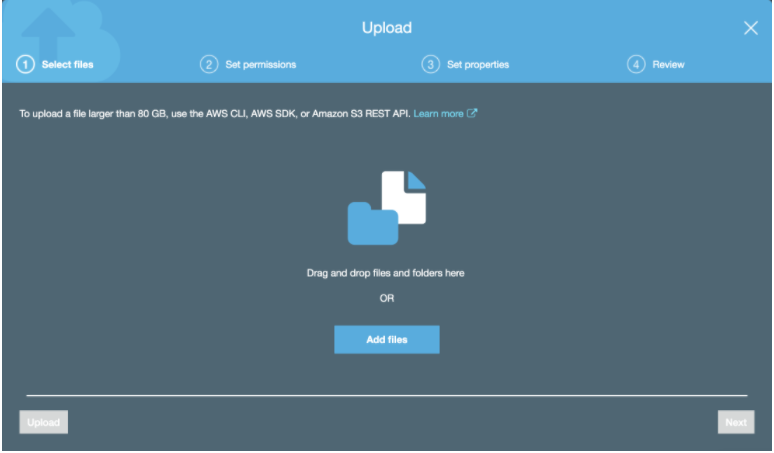 Upload
1 Select files
2 Set permissions
3 Set properties
4 Review
To upload a file larger than 80 GB, use the AWS CLI, AWS SDK, or Amazon S3 REST API. Learn more
Drag and drop files and folders here
OR
Add files
Upload
Next